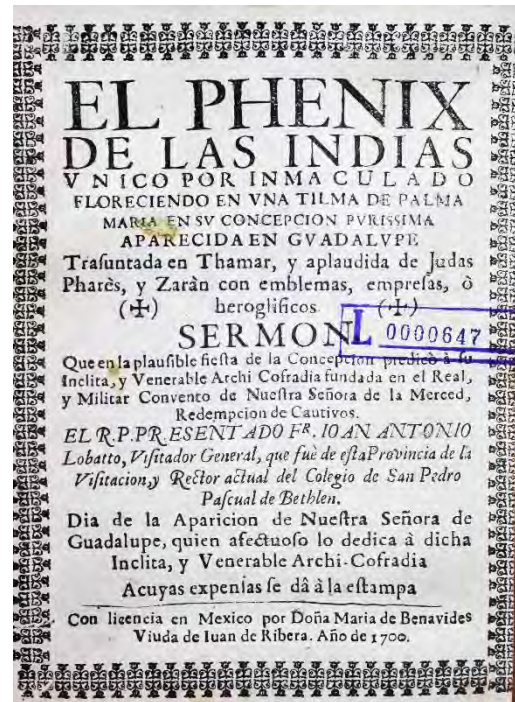 EL PHENIX
DE LAS INDIAS
VNICO POR INMACULADO
FLORECIENDO EN VNA TILMA DE PALMA
MARIA EN SV CONCEPCION PVRISSIMA
APARECIDA EN GVADALVPE
Trasuntada en Thamar, y aplaudida de Judas
Pharès, y Zaràn con emblemas, empreſas, ò
(✠) heroglificos (✠)
SERMON
L 0000647
Que en la plauſible fieſta de la Concepcion predicò à ſu
Inclita, y Venerable Archi Cofradia fundada en el Real,
y Militar Convento de Nueſtra Señora de la Merced,
Redempcion de Cautivos.
EL R.P.PRESENTADO FR. IOAN ANTONIO
Lobatto, Viſitador General, que fuè de eſta Provincia de la
Viſitacion, y Rector actual del Colegio de San Pedro
Paſcual de Bethlen.
Dia de la Aparicion de Nueſtra Señora de
Guadalupe, quien afectuoſo lo dedica à dicha
Inclita, y Venerable Archi-Cofradia
Acuyas expenſas ſe dâ à la eſtampa
Con licencia en Mexico por Doña Maria de Benavides
Viuda de Iuan de Ribera. Año de 1700.